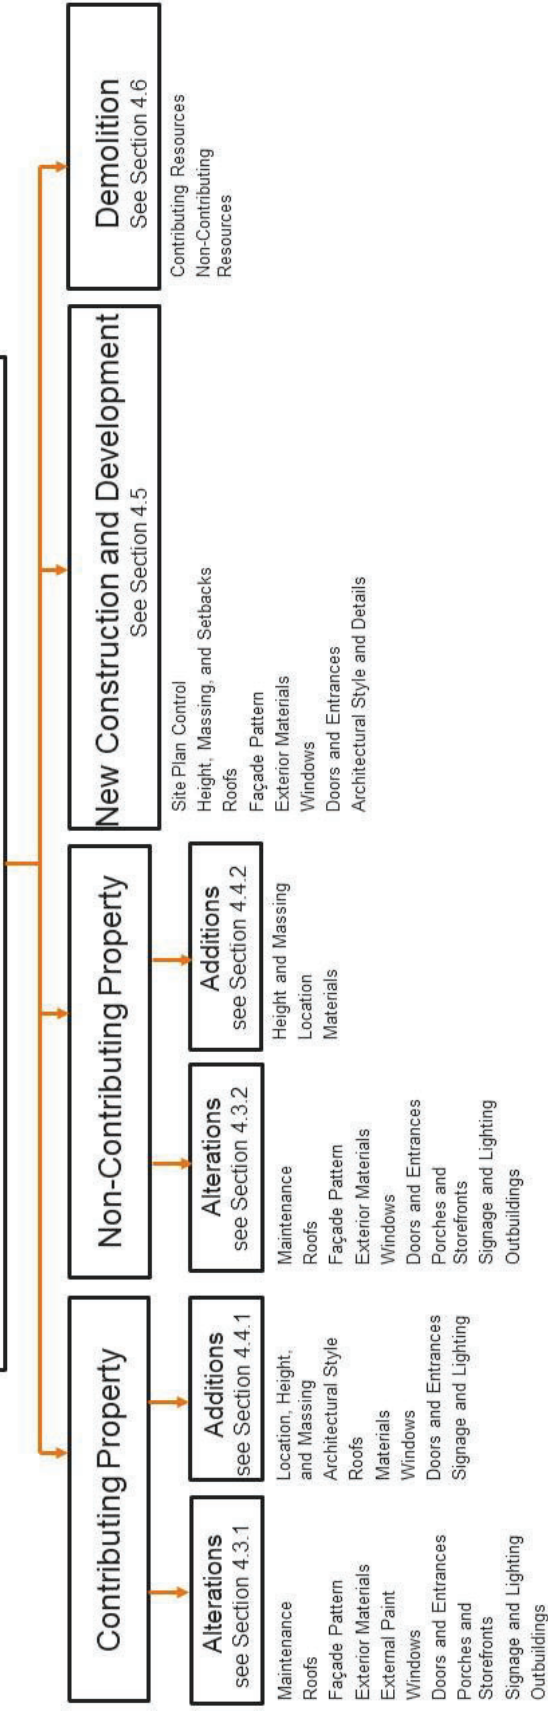 Contributing Property
Alterations
see Section 4.3.1
Maintenance
Roofs
Façade Pattern
Exterior Materials
External Paint
Windows
Doors and Entrances
Porches and
Storefronts
Signage and Lighting
Outbuildings
Additions
see Section 4.4.1
Location, Height,
and Massing
Architectural Style
Roofs
Materials
Windows
Doors and Entrances
Signage and Lighting
Non-Contributing Property
Alterations
see Section 4.3.2
Maintenance
Roofs
Façade Pattern
Exterior Materials
Windows
Doors and Entrances
Porches and
Storefronts
Signage and Lighting
Outbuildings
Additions
see Section 4.4.2
Height and Massing
Location
Materials
New Construction and Development
See Section 4.5
Site Plan Control
Height, Massing, and Setbacks
Roofs
Façade Pattern
Exterior Materials
Windows
Doors and Entrances
Architectural Style and Details
Demolition
See Section 4.6
Contributing Resources
Non-Contributing
Resources